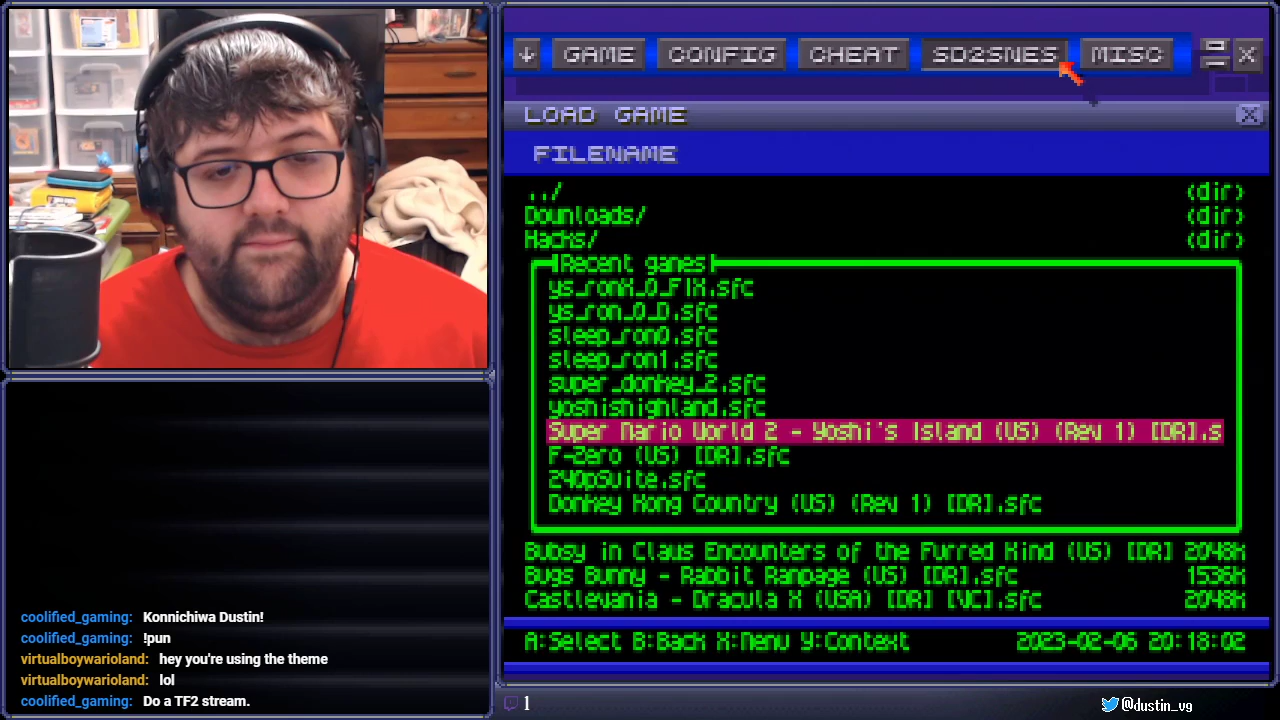 GAME CONFIG CHEAT SD2SNES MISC X
LOAD GAME
FILENAME
../ (dir)
Downloads/ (dir)
Hacks/ (dir)
Recent games
ys_romX_0_FIX.sfc
ys_rom_0_0.sfc
sleep_rom0.sfc
sleep_rom1.sfc
super_donkey_2.sfc
yoshishighland.sfc
Super Mario World 2 - Yoshi's Island (US) (Rev 1) [DR].s
F-Zero (US) [DR].sfc
240pSuite.sfc
Donkey Kong Country (US) (Rev 1) [DR].sfc
Bubsy in Claws Encounters of the Furred Kind (US) [DR] 2048k
Bugs Bunny - Rabbit Rampage (US) [DR].sfc 1536k
Castlevania - Dracula X (USA) [DR] [VC].sfc 2048k
A:Select B:Back X:Menu Y:Context 2023-02-06 20:18:02
coolified_gaming: Konnichiwa Dustin!
coolified_gaming: !pun
virtualboywarioland: hey you're using the theme
virtualboywarioland: lol
coolified_gaming: Do a TF2 stream.
1
@dustin_vg